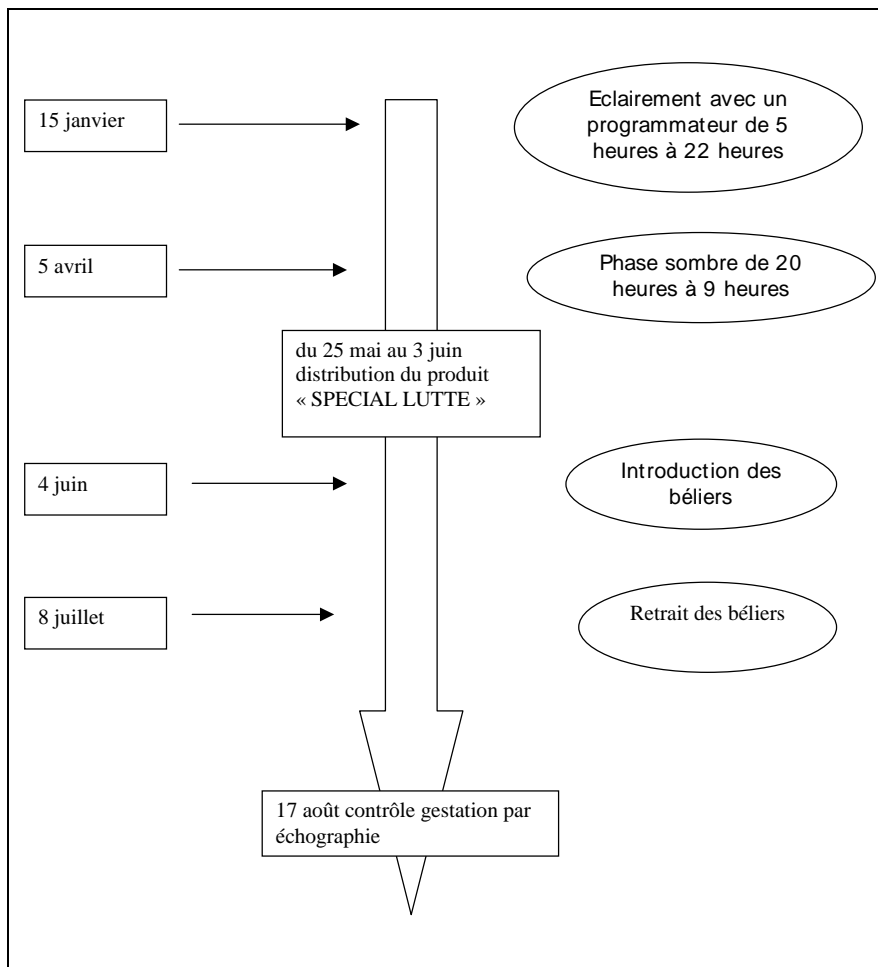 15 janvier
Eclairement avec un
programmateur de 5
heures à 22 heures
5 avril
Phase sombre de 20
heures à 9 heures
du 25 mai au 3 juin
distribution du produit
« SPECIAL LUTTE »
4 juin
Introduction des
béliers
8 juillet
Retrait des béliers
17 août contrôle gestation par
échographie